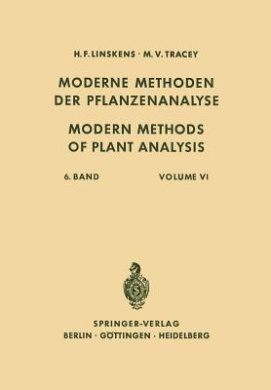 H. F. LINSKENS · M. V. TRACEY
MODERNE METHODEN
DER PFLANZENANALYSE
MODERN METHODS
OF PLANT ANALYSIS
6. BAND VOLUME VI
SPRINGER-VERLAG
BERLIN · GÖTTINGEN · HEIDELBERG